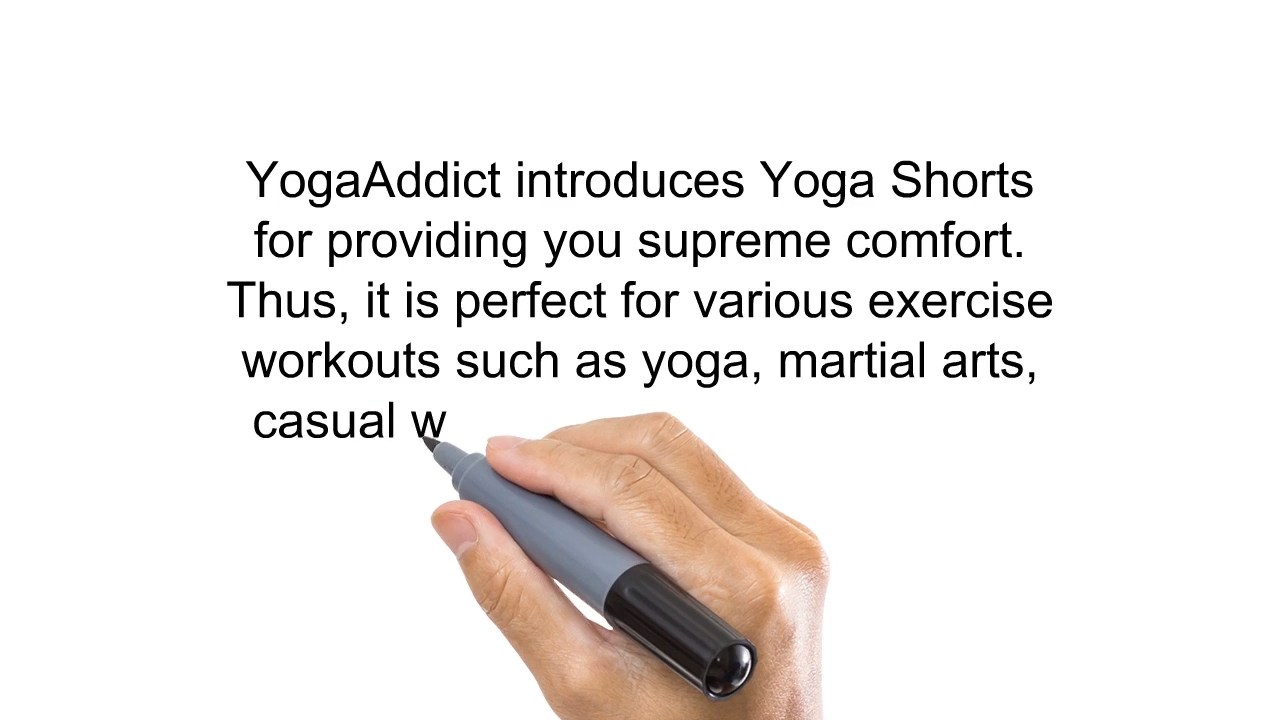 YogaAddict introduces Yoga Shorts
for providing you supreme comfort.
Thus, it is perfect for various exercise
workouts such as yoga, martial arts,
casual w